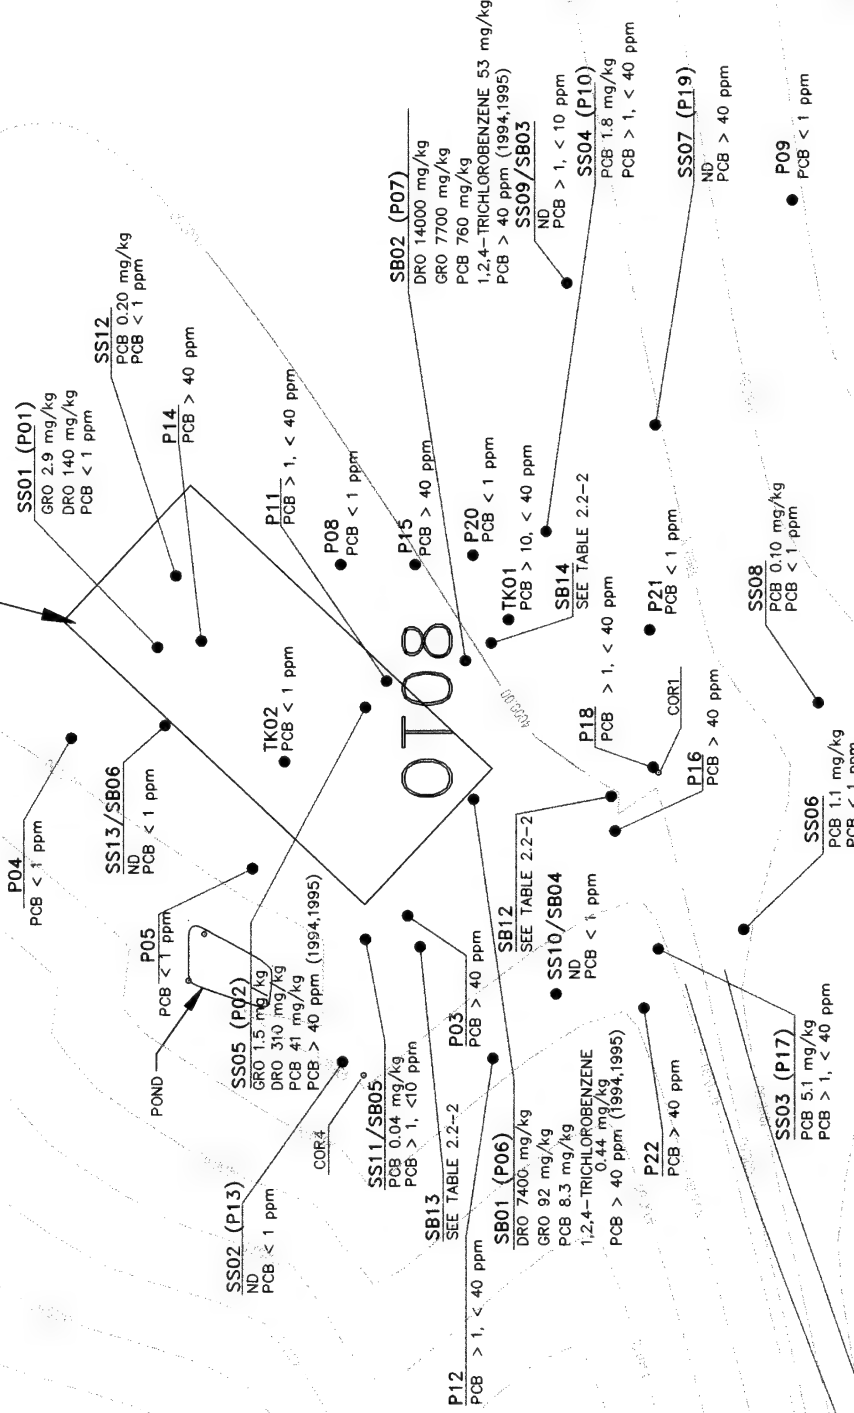 P04
PCB < 1 ppm
SS01 (P01)
GRO 2.9 mg/kg
DRO 140 mg/kg
PCB < 1 ppm
SS12
PCB 0.20 mg/kg
PCB < 1 ppm
P14
PCB > 40 ppm
SS13/SB06
ND
PCB < 1 ppm
P05
PCB < 1 ppm
POND
TK02
PCB < 1 ppm
P11
PCB > 1, < 40 ppm
P08
PCB < 1 ppm
P15
PCB > 40 ppm
P20
PCB < 1 ppm
OT08
SS05 (P02)
GRO 1.5 mg/kg
DRO 310 mg/kg
PCB 41 mg/kg
PCB > 40 ppm (1994,1995)
SS02 (P13)
ND
PCB < 1 ppm
COR4
SS11/SB05
PCB 0.04 mg/kg
PCB > 1, <10 ppm
SB13
SEE TABLE 2.2-2
P03
PCB > 40 ppm
P12
PCB > 1, < 40 ppm
SB01 (P06)
DRO 7400 mg/kg
GRO 92 mg/kg
PCB 8.3 mg/kg
1,2,4-TRICHLOROBENZENE
0.44 mg/kg
PCB > 40 ppm (1994,1995)
SB02 (P07)
DRO 14000 mg/kg
GRO 7700 mg/kg
PCB 760 mg/kg
1,2,4-TRICHLOROBENZENE 53 mg/kg
PCB > 40 ppm (1994,1995)
SS09/SB03
ND
PCB > 1, < 10 ppm
SS04 (P10)
PCB 1.8 mg/kg
PCB > 1, < 40 ppm
SS07 (P19)
ND
PCB > 40 ppm
P09
PCB < 1 ppm
TK01
PCB > 10, < 40 ppm
SB14
SEE TABLE 2.2-2
4000.00
P18
PCB > 1, < 40 ppm
P21
PCB < 1 ppm
COR1
P16
PCB > 40 ppm
SB12
SEE TABLE 2.2-2
SS10/SB04
ND
PCB < 1 ppm
SS08
PCB 0.10 mg/kg
PCB < 1 ppm
SS06
PCB 1.1 mg/kg
PCB < 1 ppm
SS03 (P17)
PCB 5.1 mg/kg
PCB > 1, < 40 ppm
P22
PCB > 40 ppm